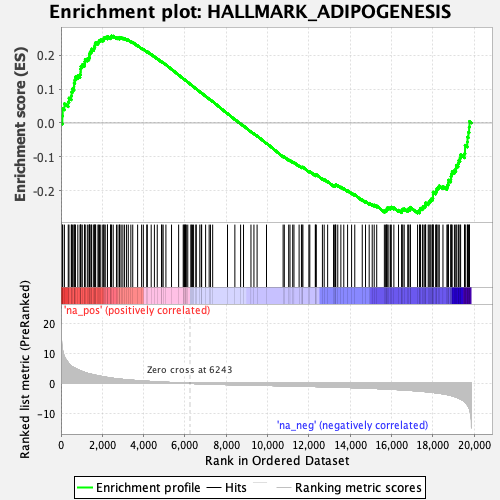 Enrichment plot: HALLMARK_ADIPOGENESIS
Enrichment score (ES)
0.2
0.1
0.0
-0.1
-0.2
'na_pos' (positively correlated)
Ranked list metric (PreRanked)
20
10
0
-10
Zero cross at 6243
'na_neg' (negatively correlated)
0
2,000
4,000
6,000
8,000
10,000
12,000
14,000
16,000
18,000
20,000
Rank in Ordered Dataset
Enrichment profile
Hits
Ranking metric scores